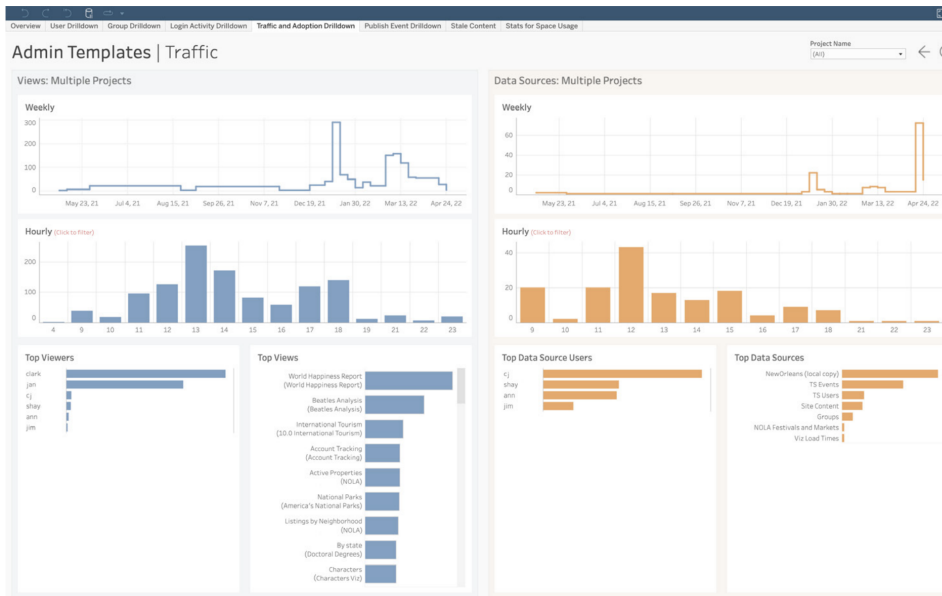 Overview User Drilldown Group Drilldown Login Activity Drilldown Traffic and Adoption Drilldown Publish Event Drilldown Stale Content Stats for Space Usage
Admin Templates | Traffic
Project Name
(All)
Views: Multiple Projects
Weekly
300
200
100
0
May 23, 21 Jul 4, 21 Aug 15, 21 Sep 26, 21 Nov 7, 21 Dec 19, 21 Jan 30, 22 Mar 13, 22 Apr 24, 22
Hourly (Click to filter)
200
100
0
4 9 10 11 12 13 14 15 16 17 18 19 21 22 23
Top Viewers
clark
jan
cj
shay
ann
jim
Top Views
World Happiness Report
(World Happiness Report)
Beatles Analysis
(Beatles Analysis)
International Tourism
(10.0 International Tourism)
Account Tracking
(Account Tracking)
Active Properties
(NOLA)
National Parks
(America's National Parks)
Listings by Neighborhood
(NOLA)
By state
(Doctoral Degrees)
Characters
(Characters Viz)
Data Sources: Multiple Projects
Weekly
60
40
20
0
May 23, 21 Jul 4, 21 Aug 15, 21 Sep 26, 21 Nov 7, 21 Dec 19, 21 Jan 30, 22 Mar 13, 22 Apr 24, 22
Hourly (Click to filter)
40
20
0
9 10 11 12 13 14 15 16 17 18 21 22 23
Top Data Source Users
cj
shay
ann
jim
Top Data Sources
NewOrleans (local copy)
TS Events
TS Users
Site Content
Groups
NOLA Festivals and Markets
Viz Load Times